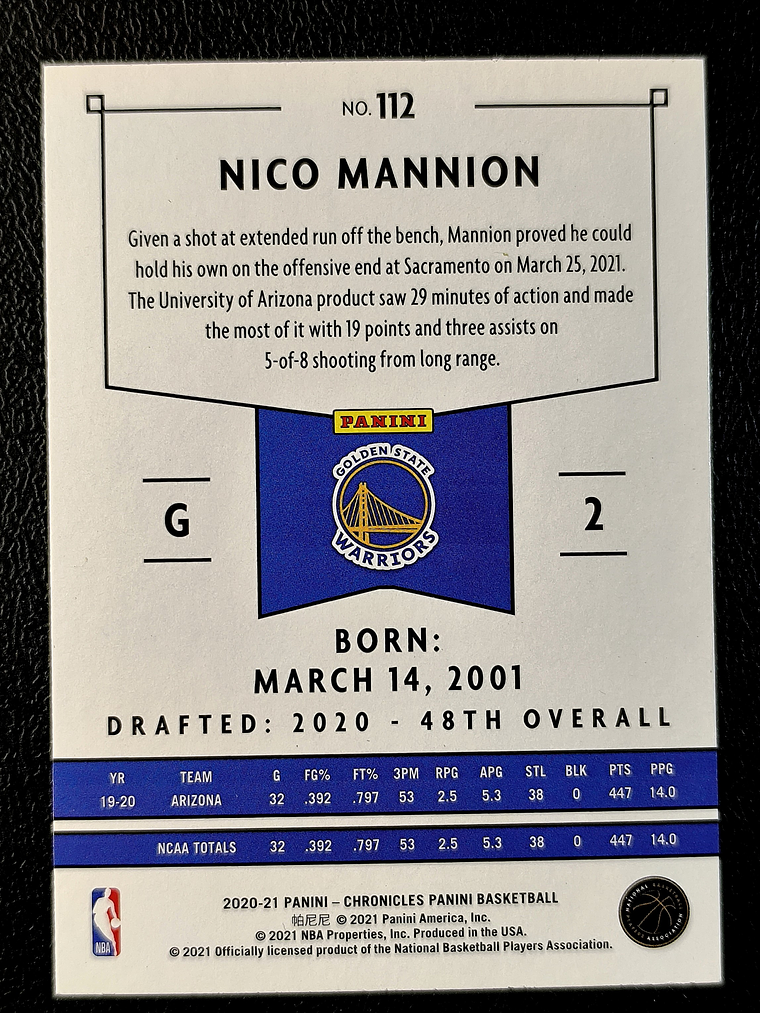 NO. 112
NICO MANNION
Given a shot at extended run off the bench, Mannion proved he could
hold his own on the offensive end at Sacramento on March 25, 2021.
The University of Arizona product saw 29 minutes of action and made
the most of it with 19 points and three assists on
5-of-8 shooting from long range.
PANINI
GOLDEN STATE
WARRIORS
G
2
BORN:
MARCH 14, 2001
DRAFTED: 2020 - 48TH OVERALL
YR TEAM G FG% FT% 3PM RPG APG STL BLK PTS PPG
19-20 ARIZONA 32 .392 .797 53 2.5 5.3 38 0 447 14.0
NCAA TOTALS 32 .392 .797 53 2.5 5.3 38 0 447 14.0
2020-21 PANINI – CHRONICLES PANINI BASKETBALL
帕尼尼 © 2021 Panini America, Inc.
© 2021 NBA Properties, Inc. Produced in the USA.
© 2021 Officially licensed product of the National Basketball Players Association.
NBA
NATIONAL BASKETBALL
PLAYERS ASSOCIATION